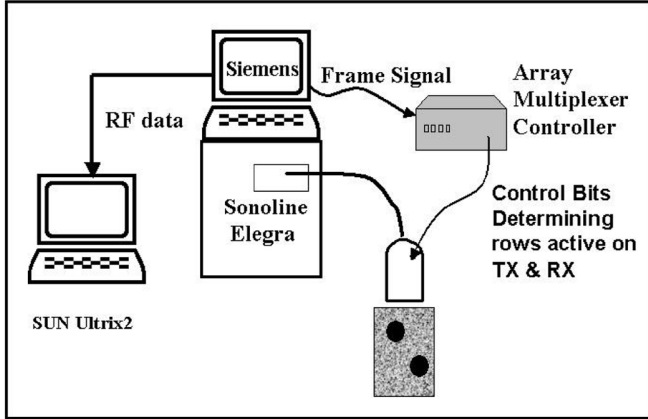 Siemens
Frame Signal
Array
Multiplexer
Controller
RF data
Sonoline
Elegra
Control Bits
Determining
rows active on
TX & RX
SUN Ultrix2